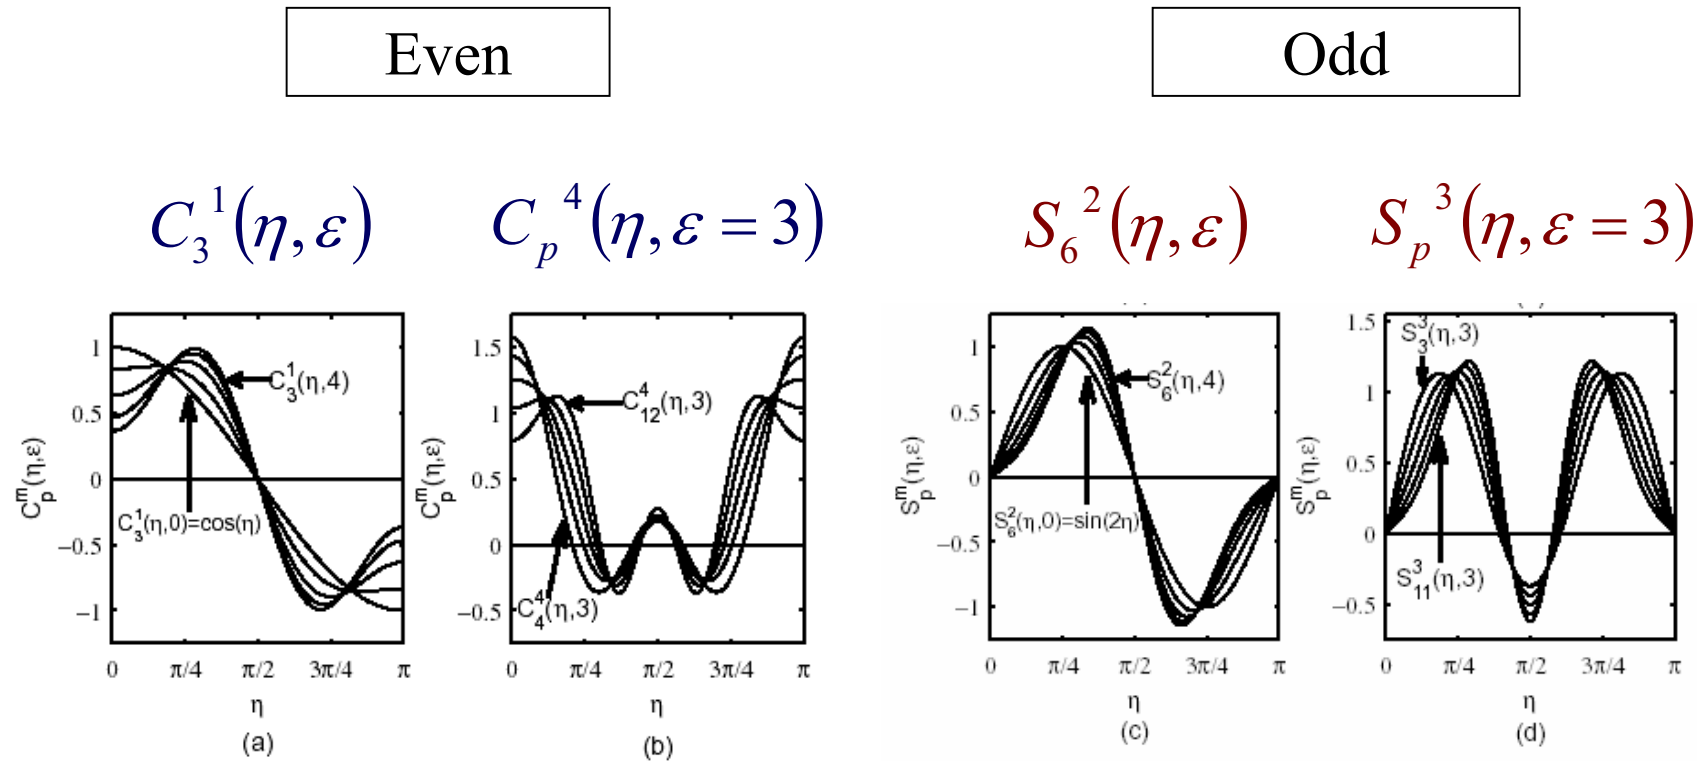 Even
Odd
C₃¹(η, ε)
Cₚ⁴(η, ε = 3)
S₆²(η, ε)
Sₚ³(η, ε = 3)
1
0.5
0
−0.5
−1
Cₚᵐ(η,ε)
C₃¹(η,4)
C₃¹(η,0)=cos(η)
0 π/4 π/2 3π/4 π
η
(a)
1.5
1
0.5
0
−0.5
Cₚᵐ(η,ε)
C₁₂⁴(η,3)
C₄⁴(η,3)
0 π/4 π/2 3π/4 π
η
(b)
1
0.5
0
−0.5
−1
Sₚᵐ(η,ε)
S₆²(η,4)
S₆²(η,0)=sin(2η)
0 π/4 π/2 3π/4 π
η
(c)
1.5
1
0.5
0
−0.5
Sₚᵐ(η,ε)
S₃³(η,3)
S₁₁³(η,3)
0 π/4 π/2 3π/4 π
η
(d)